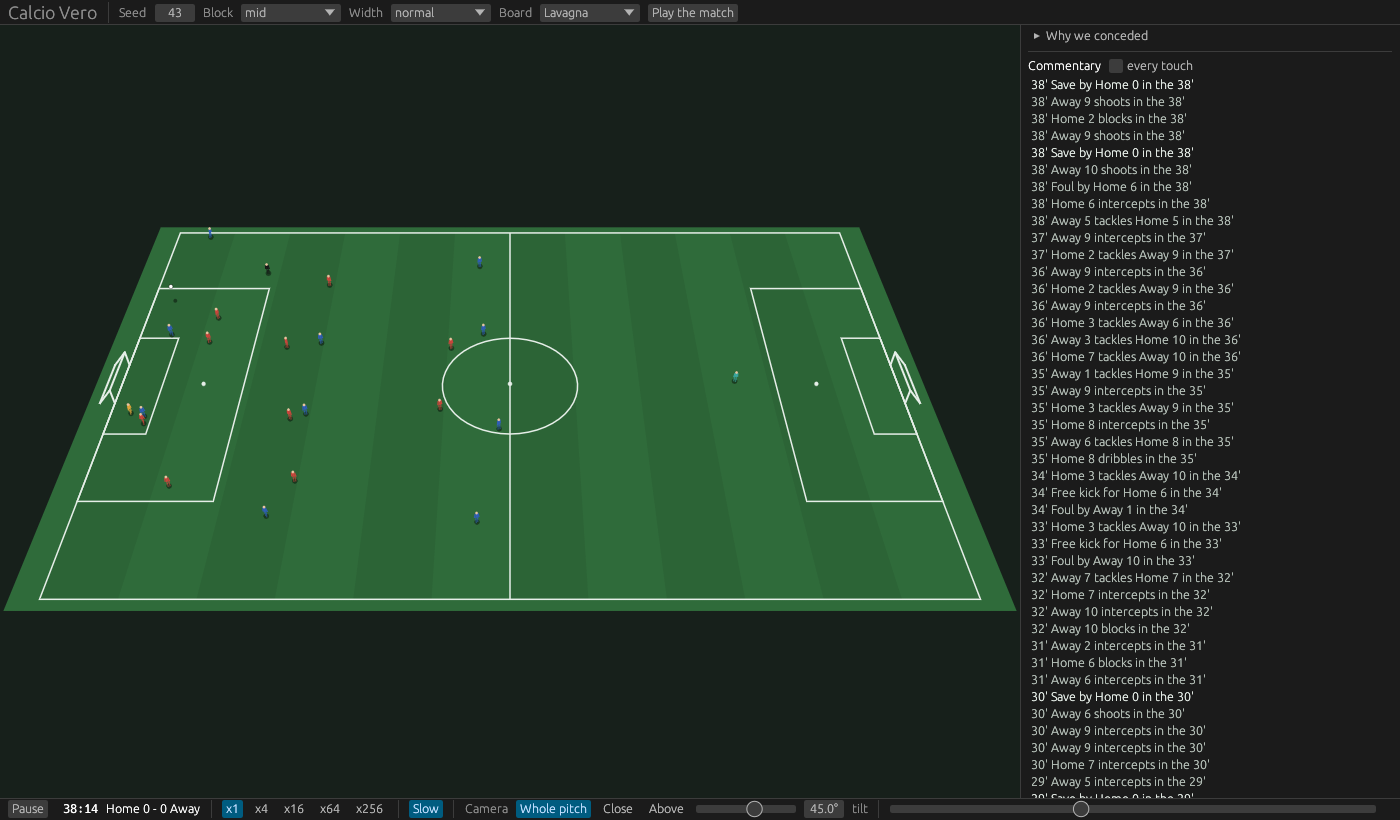 Calcio Vero Seed 43 Block mid Width normal Board Lavagna Play the match
Why we conceded
Commentary every touch
38' Save by Home 0 in the 38'
38' Away 9 shoots in the 38'
38' Home 2 blocks in the 38'
38' Away 9 shoots in the 38'
38' Save by Home 0 in the 38'
38' Away 10 shoots in the 38'
38' Foul by Home 6 in the 38'
38' Home 6 intercepts in the 38'
38' Away 5 tackles Home 5 in the 38'
37' Away 9 intercepts in the 37'
37' Home 2 tackles Away 9 in the 37'
36' Away 9 intercepts in the 36'
36' Home 2 tackles Away 9 in the 36'
36' Away 9 intercepts in the 36'
36' Home 3 tackles Away 6 in the 36'
36' Away 3 tackles Home 10 in the 36'
36' Home 7 tackles Away 10 in the 36'
35' Away 1 tackles Home 9 in the 35'
35' Away 9 intercepts in the 35'
35' Home 3 tackles Away 9 in the 35'
35' Home 8 intercepts in the 35'
35' Away 6 tackles Home 8 in the 35'
35' Home 8 dribbles in the 35'
34' Home 3 tackles Away 10 in the 34'
34' Free kick for Home 6 in the 34'
34' Foul by Away 1 in the 34'
33' Home 3 tackles Away 10 in the 33'
33' Free kick for Home 6 in the 33'
33' Foul by Away 10 in the 33'
32' Away 7 tackles Home 7 in the 32'
32' Home 7 intercepts in the 32'
32' Away 10 intercepts in the 32'
32' Away 10 blocks in the 32'
31' Away 2 intercepts in the 31'
31' Home 6 blocks in the 31'
31' Away 6 intercepts in the 31'
30' Save by Home 0 in the 30'
30' Away 6 shoots in the 30'
30' Away 9 intercepts in the 30'
30' Away 9 intercepts in the 30'
30' Home 7 intercepts in the 30'
29' Away 5 intercepts in the 29'
29' Save by Home 0 in the 29'
Pause 38:14 Home 0 - 0 Away x1 x4 x16 x64 x256 Slow Camera Whole pitch Close Above 45.0° tilt